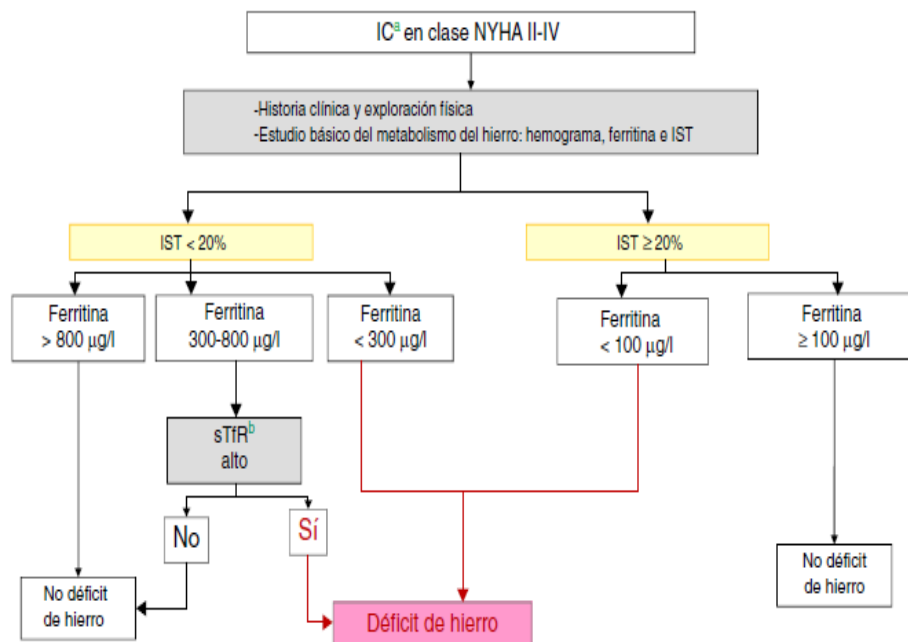 ICᵃ en clase NYHA II-IV
-Historia clínica y exploración física
-Estudio básico del metabolismo del hierro: hemograma, ferritina e IST
IST < 20%
IST ≥ 20%
Ferritina
> 800 μg/l
Ferritina
300-800 μg/l
Ferritina
< 300 μg/l
Ferritina
< 100 μg/l
Ferritina
≥ 100 μg/l
sTfRᵇ
alto
No
Sí
No déficit
de hierro
Déficit de hierro
No déficit
de hierro